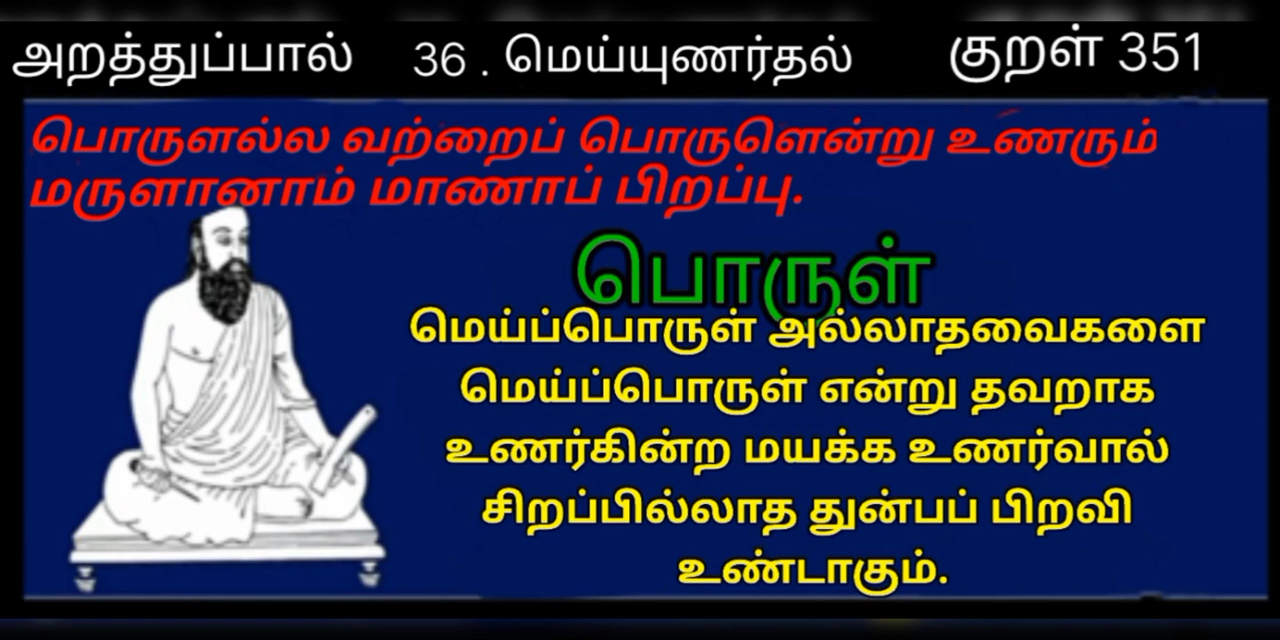 அறத்துப்பால் 36 . மெய்யுணர்தல் குறள் 351
பொருளல்ல வற்றைப் பொருளென்று உணரும்
மருளானாம் மாணாப் பிறப்பு.
பொருள்
மெய்ப்பொருள் அல்லாதவைகளை
மெய்ப்பொருள் என்று தவறாக
உணர்கின்ற மயக்க உணர்வால்
சிறப்பில்லாத துன்பப் பிறவி
உண்டாகும்.